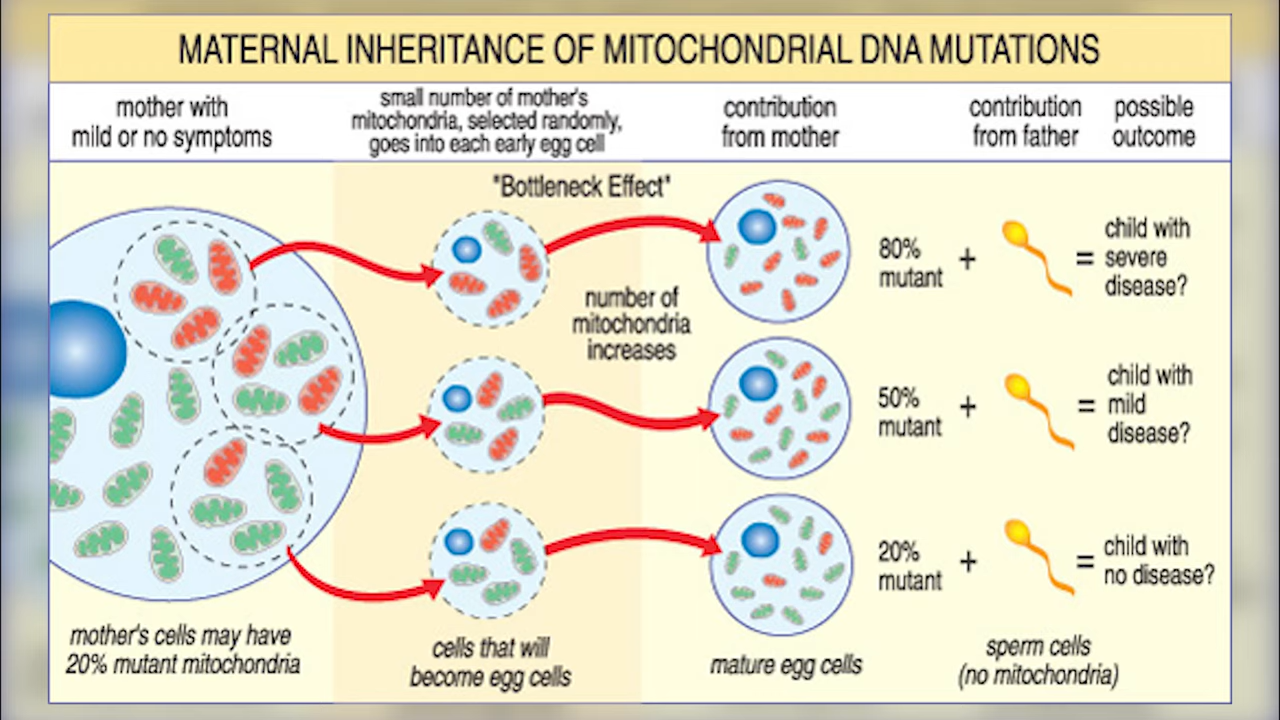 MATERNAL INHERITANCE OF MITOCHONDRIAL DNA MUTATIONS
mother with
mild or no symptoms
small number of mother's
mitochondria, selected randomly,
goes into each early egg cell
contribution
from mother
contribution
from father
possible
outcome
"Bottleneck Effect"
number of
mitochondria
increases
80%
mutant
+
=
child with
severe
disease?
50%
mutant
+
=
child with
mild
disease?
20%
mutant
+
=
child with
no disease?
mother's cells may have
20% mutant mitochondria
cells that will
become egg cells
mature egg cells
sperm cells
(no mitochondria)